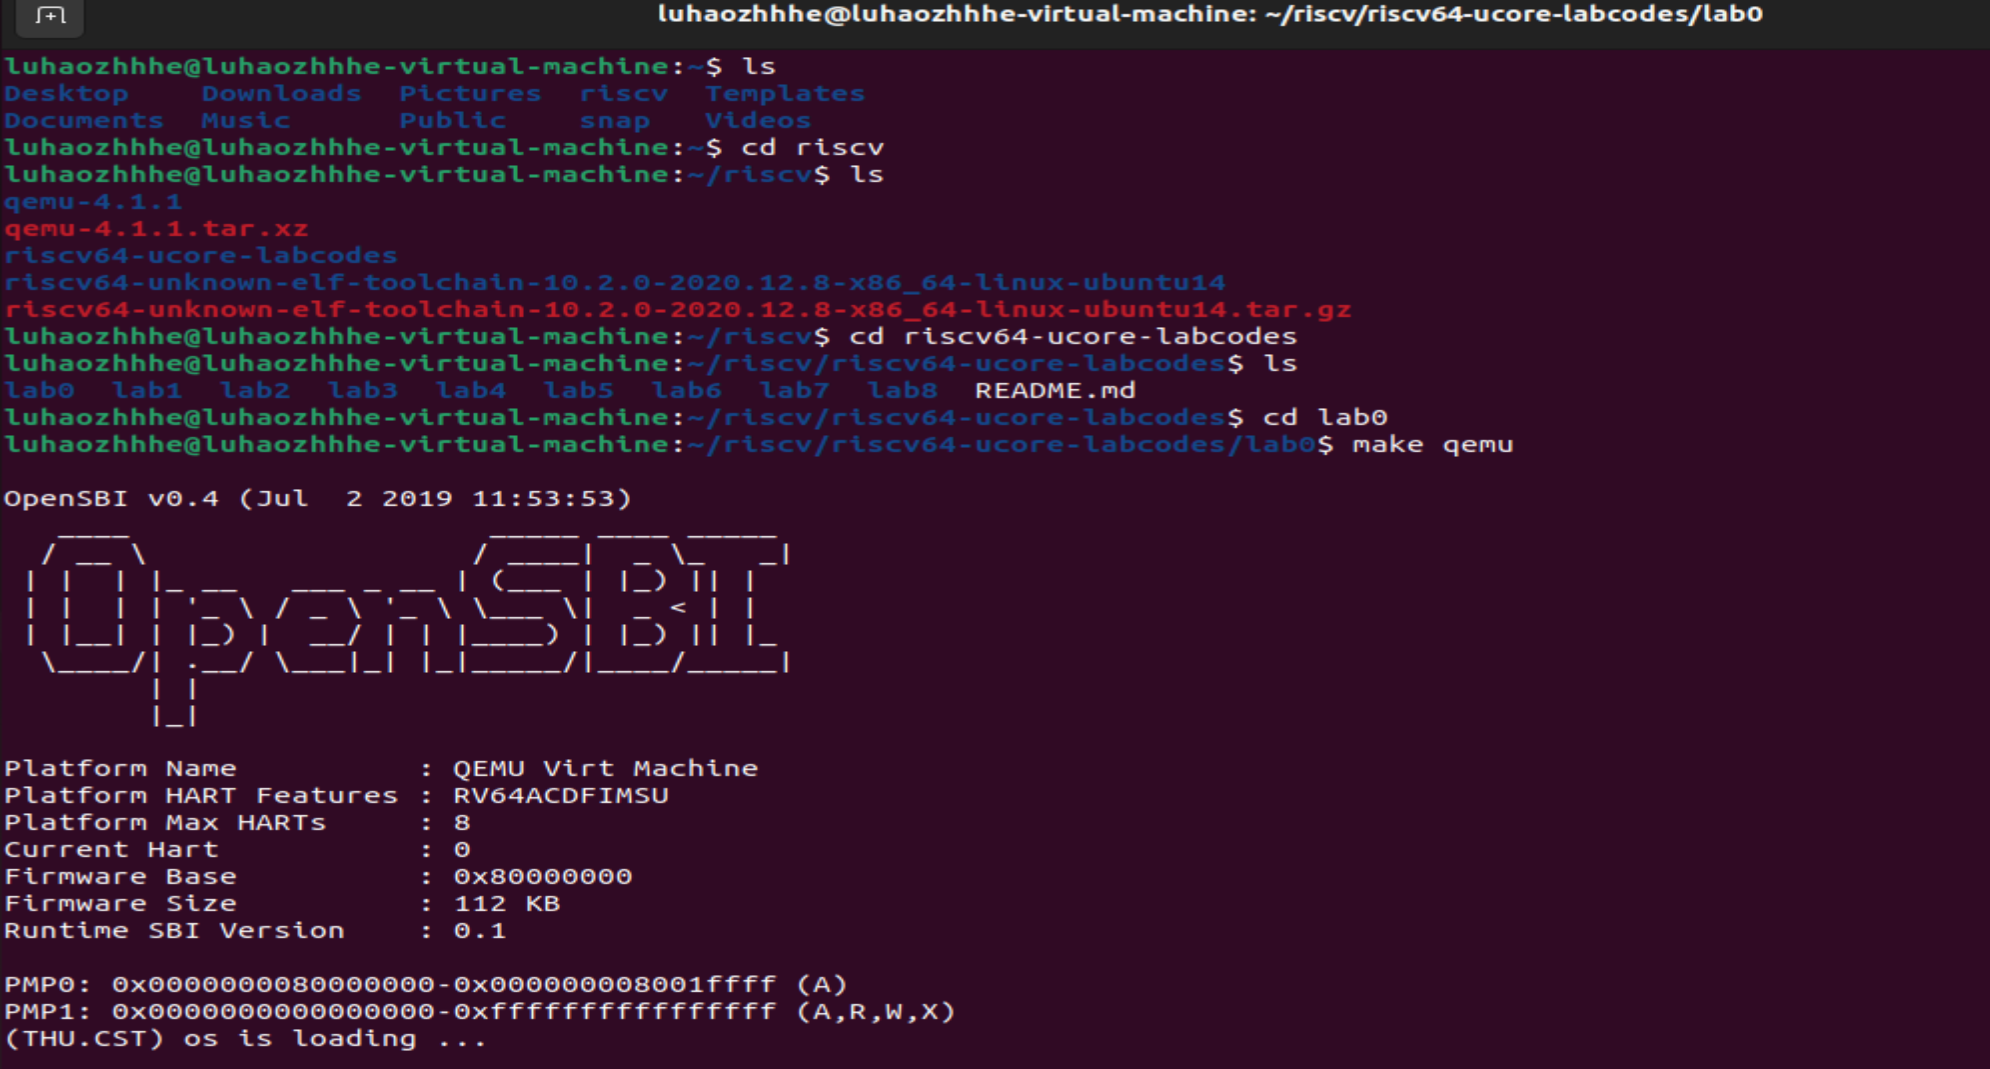 luhaozhhhe@luhaozhhhe-virtual-machine: ~/riscv/riscv64-ucore-labcodes/lab0
luhaozhhhe@luhaozhhhe-virtual-machine:~$ ls
Desktop    Downloads  Pictures  riscv  Templates
Documents  Music      Public    snap   Videos
luhaozhhhe@luhaozhhhe-virtual-machine:~$ cd riscv
luhaozhhhe@luhaozhhhe-virtual-machine:~/riscv$ ls
qemu-4.1.1
qemu-4.1.1.tar.xz
riscv64-ucore-labcodes
riscv64-unknown-elf-toolchain-10.2.0-2020.12.8-x86_64-linux-ubuntu14
riscv64-unknown-elf-toolchain-10.2.0-2020.12.8-x86_64-linux-ubuntu14.tar.gz
luhaozhhhe@luhaozhhhe-virtual-machine:~/riscv$ cd riscv64-ucore-labcodes
luhaozhhhe@luhaozhhhe-virtual-machine:~/riscv/riscv64-ucore-labcodes$ ls
lab0  lab1  lab2  lab3  lab4  lab5  lab6  lab7  lab8  README.md
luhaozhhhe@luhaozhhhe-virtual-machine:~/riscv/riscv64-ucore-labcodes$ cd lab0
luhaozhhhe@luhaozhhhe-virtual-machine:~/riscv/riscv64-ucore-labcodes/lab0$ make qemu
OpenSBI v0.4 (Jul  2 2019 11:53:53)
OpenSBI
Platform Name          : QEMU Virt Machine
Platform HART Features : RV64ACDFIMSU
Platform Max HARTs     : 8
Current Hart           : 0
Firmware Base          : 0x80000000
Firmware Size          : 112 KB
Runtime SBI Version    : 0.1
PMP0: 0x0000000080000000-0x000000008001ffff (A)
PMP1: 0x0000000000000000-0xffffffffffffffff (A,R,W,X)
(THU.CST) os is loading ...